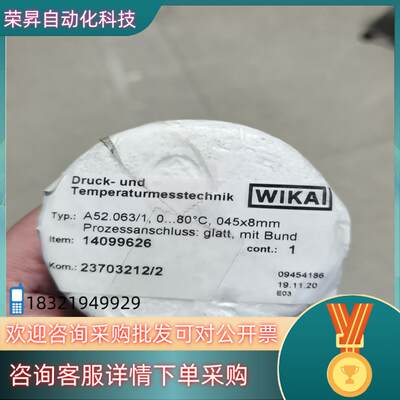 荣昇自动化科技
Druck- und
Temperaturmesstechnik
WIKA
Typ.: A52.063/1, 0...80°C, 045x8mm
Prozessanschluss: glatt, mit Bund
Item: 14099626
cont.: 1
Kom.: 23703212/2
09454186
19.11.20
E03
18321949929
欢迎咨询采购批发可对公开票
咨询客服详情下单采购